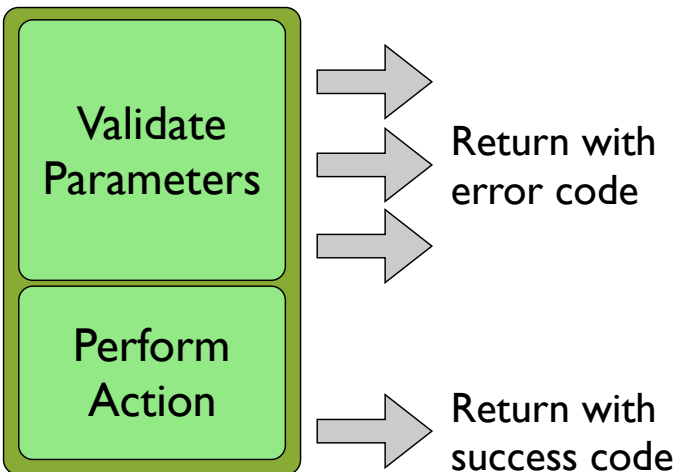 Validate
Parameters
Return with
error code
Perform
Action
Return with
success code